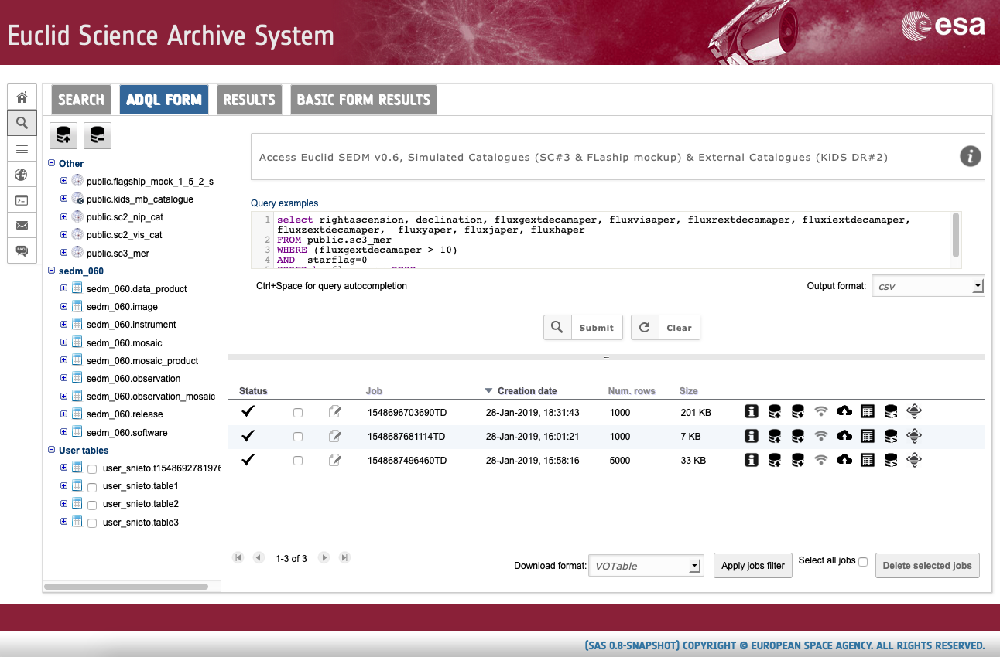 Euclid Science Archive System
esa
SEARCH
ADQL FORM
RESULTS
BASIC FORM RESULTS
Other
public.flagship_mock_1_5_2_s
public.kids_mb_catalogue
public.sc2_nip_cat
public.sc2_vis_cat
public.sc3_mer
sedm_060
sedm_060.data_product
sedm_060.image
sedm_060.instrument
sedm_060.mosaic
sedm_060.mosaic_product
sedm_060.observation
sedm_060.observation_mosaic
sedm_060.release
sedm_060.software
User tables
user_snieto.t1548692781976
user_snieto.table1
user_snieto.table2
user_snieto.table3
Access Euclid SEDM v0.6, Simulated Catalogues (SC#3 & FLaship mockup) & External Catalogues (KiDS DR#2)
i
Query examples
1 select rightascension, declination, fluxgextdecamaper, fluxvisaper, fluxrextdecamaper, fluxiextdecamaper,
fluxzextdecamaper, fluxyaper, fluxjaper, fluxhaper
2 FROM public.sc3_mer
3 WHERE (fluxgextdecamaper > 10)
4 AND starflag=0
Ctrl+Space for query autocompletion
Output format: csv
Submit
Clear
Status Job Creation date Num. rows Size
1548696703690TD 28-Jan-2019, 18:31:43 1000 201 KB
1548687681114TD 28-Jan-2019, 16:01:21 1000 7 KB
1548687496460TD 28-Jan-2019, 15:58:16 5000 33 KB
1-3 of 3
Download format: VOTable
Apply jobs filter
Select all jobs
Delete selected jobs
FAQ
(SAS 0.8-SNAPSHOT) COPYRIGHT © EUROPEAN SPACE AGENCY. ALL RIGHTS RESERVED.